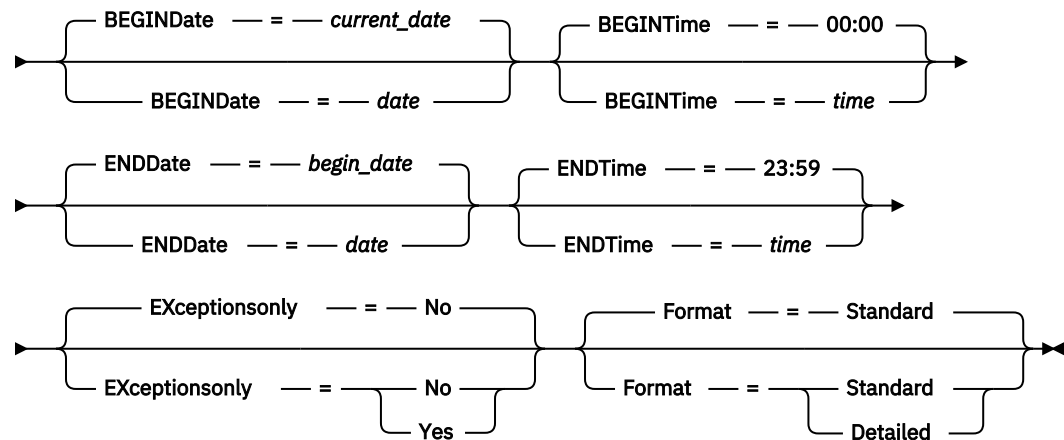 BEGINDate — = — current_date BEGINTime — = — 00:00
BEGINDate — = — date BEGINTime — = — time
ENDDate — = — begin_date ENDTime — = — 23:59
ENDDate — = — date ENDTime — = — time
EXceptionsonly — = — No Format — = — Standard
EXceptionsonly — = — No Format — = — Standard
Yes Detailed